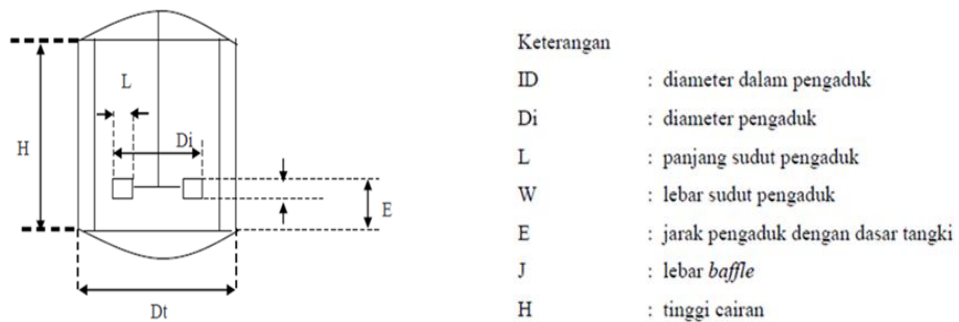 L
Di
H
E
Dt
Keterangan
ID : diameter dalam pengaduk
Di : diameter pengaduk
L : panjang sudut pengaduk
W : lebar sudut pengaduk
E : jarak pengaduk dengan dasar tangki
J : lebar baffle
H : tinggi cairan